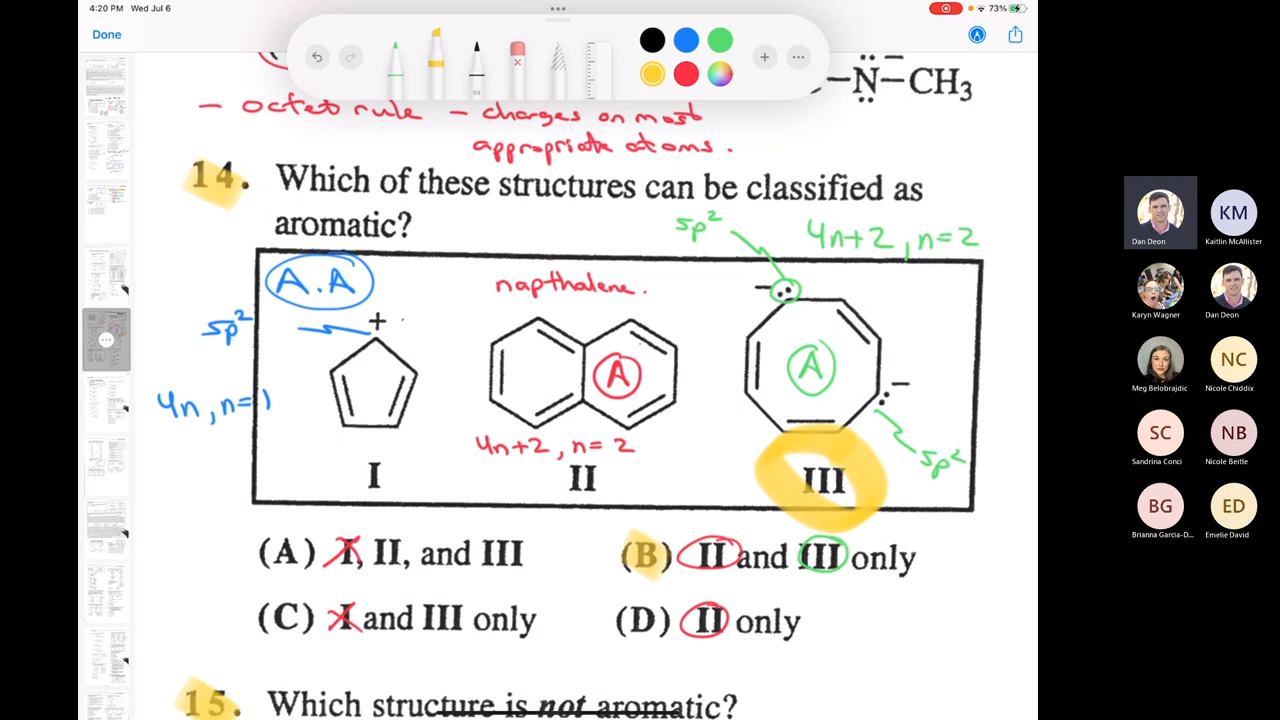 4:20 PM Wed Jul 6
73%
Done
50
–N–CH3
– octet rule – charges on most
appropriate atoms.
14. Which of these structures can be classified as
aromatic?
sp2
4n+2, n=2
A.A
napthalene.
sp2
+
–
A
A
–
4n, n=1
4n+2, n=2
sp2
I
II
III
(A) I, II, and III
(B) II and III only
(C) I and III only
(D) II only
15. Which structure is not aromatic?
Dan Deon
KM
Kaitlin McAllister
Karyn Wagner
Dan Deon
NC
Meg Belobrajdic
Nicole Chiddix
SC
NB
Sandrina Conci
Nicole Beitle
BG
ED
Brianna Garcia-D...
Emelie David